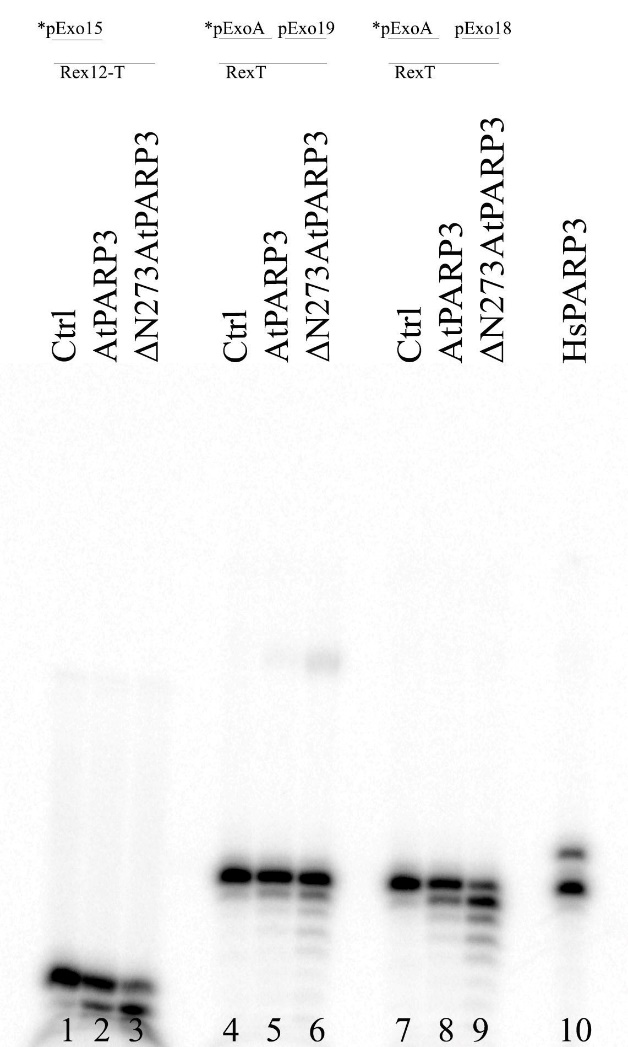 *pExo15 *pExoA pExo19 *pExoA pExo18
Rex12-T RexT RexT
Ctrl
AtPARP3
ΔN273AtPARP3
Ctrl
AtPARP3
ΔN273AtPARP3
Ctrl
AtPARP3
ΔN273AtPARP3
HsPARP3
1 2 3 4 5 6 7 8 9 10